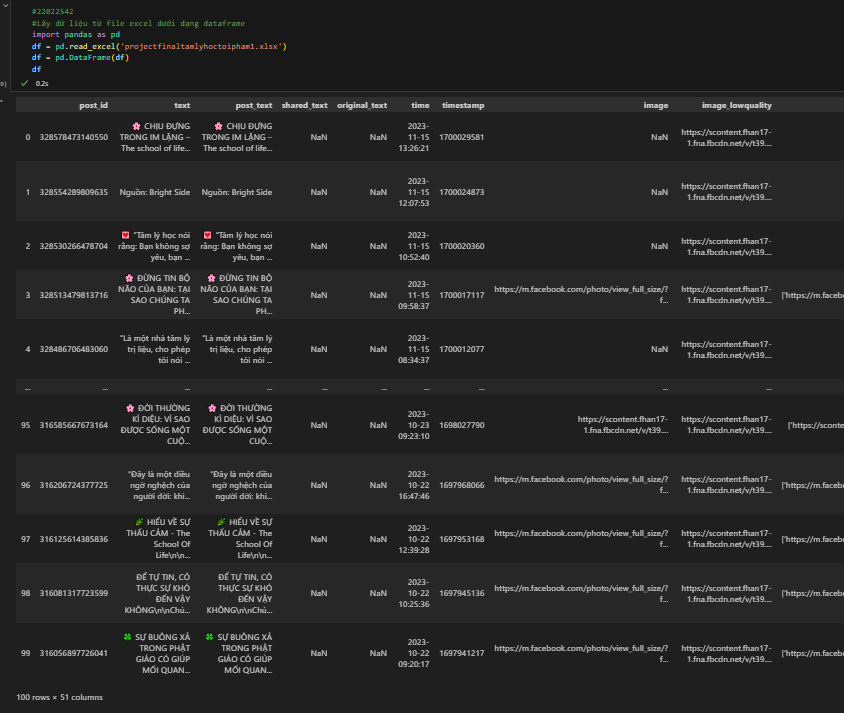 #22022542
#Lấy dữ liệu từ file excel dưới dạng dataframe
import pandas as pd
df = pd.read_excel('projectfinaltamlyhoctoipham1.xlsx')
df = pd.DataFrame(df)
df
0.2s
post_id text post_text shared_text original_text time timestamp image image_lowquality
0 328578473140550 🌸 CHỊU ĐỰNG TRONG IM LẶNG – The school of life... 🌸 CHỊU ĐỰNG TRONG IM LẶNG – The school of life... NaN NaN 2023-11-15 13:26:21 1700029581 NaN https://scontent.fhan17-1.fna.fbcdn.net/v/t39....
1 328554289809635 Nguồn: Bright Side Nguồn: Bright Side NaN NaN 2023-11-15 12:07:53 1700024873 NaN https://scontent.fhan17-1.fna.fbcdn.net/v/t39....
2 328530266478704 💌 "Tâm lý học nói rằng: Bạn không sợ yêu, bạn ... 💌 "Tâm lý học nói rằng: Bạn không sợ yêu, bạn ... NaN NaN 2023-11-15 10:52:40 1700020360 NaN https://scontent.fhan17-1.fna.fbcdn.net/v/t39....
3 328513479813716 🌸 ĐỪNG TIN BỘ NÃO CỦA BẠN: TẠI SAO CHÚNG TA PH... 🌸 ĐỪNG TIN BỘ NÃO CỦA BẠN: TẠI SAO CHÚNG TA PH... NaN NaN 2023-11-15 09:58:37 1700017117 https://m.facebook.com/photo/view_full_size/?f... https://scontent.fhan17-1.fna.fbcdn.net/v/t39.... ['https://m.faceb
4 328486706483060 "Là một nhà tâm lý trị liệu, cho phép tôi nói ... "Là một nhà tâm lý trị liệu, cho phép tôi nói ... NaN NaN 2023-11-15 08:34:37 1700012077 NaN https://scontent.fhan17-1.fna.fbcdn.net/v/t39....
... ... ... ... ... ... ... ... ... ...
95 316585667673164 🌸 ĐỜI THƯỜNG KÌ DIỆU: VÌ SAO ĐƯỢC SỐNG MỘT CUỘ... 🌸 ĐỜI THƯỜNG KÌ DIỆU: VÌ SAO ĐƯỢC SỐNG MỘT CUỘ... NaN NaN 2023-10-23 09:23:10 1698027790 https://scontent.fhan17-1.fna.fbcdn.net/v/t39.... https://scontent.fhan17-1.fna.fbcdn.net/v/t39.... ['https://sconte
96 316206724377725 "Đây là một điều ngờ nghệch của người đời: khi... "Đây là một điều ngờ nghệch của người đời: khi... NaN NaN 2023-10-22 16:47:46 1697968066 https://m.facebook.com/photo/view_full_size/?f... https://scontent.fhan17-1.fna.fbcdn.net/v/t39.... ['https://m.faceb
97 316125614385836 🌿 HIỂU VỀ SỰ THẤU CẢM - The School Of Life\n\n... 🌿 HIỂU VỀ SỰ THẤU CẢM - The School Of Life\n\n... NaN NaN 2023-10-22 12:39:28 1697953168 https://m.facebook.com/photo/view_full_size/?f... https://scontent.fhan17-1.fna.fbcdn.net/v/t39.... ['https://m.faceb
98 316081317723599 ĐỂ TỰ TIN, CÓ THỰC SỰ KHÓ ĐẾN VẬY KHÔNG\n\nChú... ĐỂ TỰ TIN, CÓ THỰC SỰ KHÓ ĐẾN VẬY KHÔNG\n\nChú... NaN NaN 2023-10-22 10:25:36 1697945136 https://m.facebook.com/photo/view_full_size/?f... https://scontent.fhan17-1.fna.fbcdn.net/v/t39.... ['https://m.faceb
99 316056897726041 🍀 SỰ BUÔNG XẢ TRONG PHẬT GIÁO CÓ GIÚP MỐI QUAN... 🍀 SỰ BUÔNG XẢ TRONG PHẬT GIÁO CÓ GIÚP MỐI QUAN... NaN NaN 2023-10-22 09:20:17 1697941217 https://m.facebook.com/photo/view_full_size/?f... https://scontent.fhan17-1.fna.fbcdn.net/v/t39.... ['https://m.faceb
100 rows × 51 columns